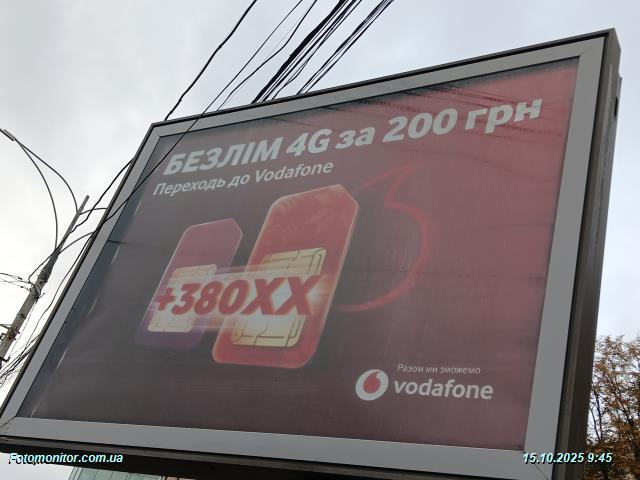 БЕЗЛІМ 4G за 200 грн
Переходь до Vodafone
+380XX
Разом ми зможемо
vodafone
Fotomonitor.com.ua
15.10.2025 9:45